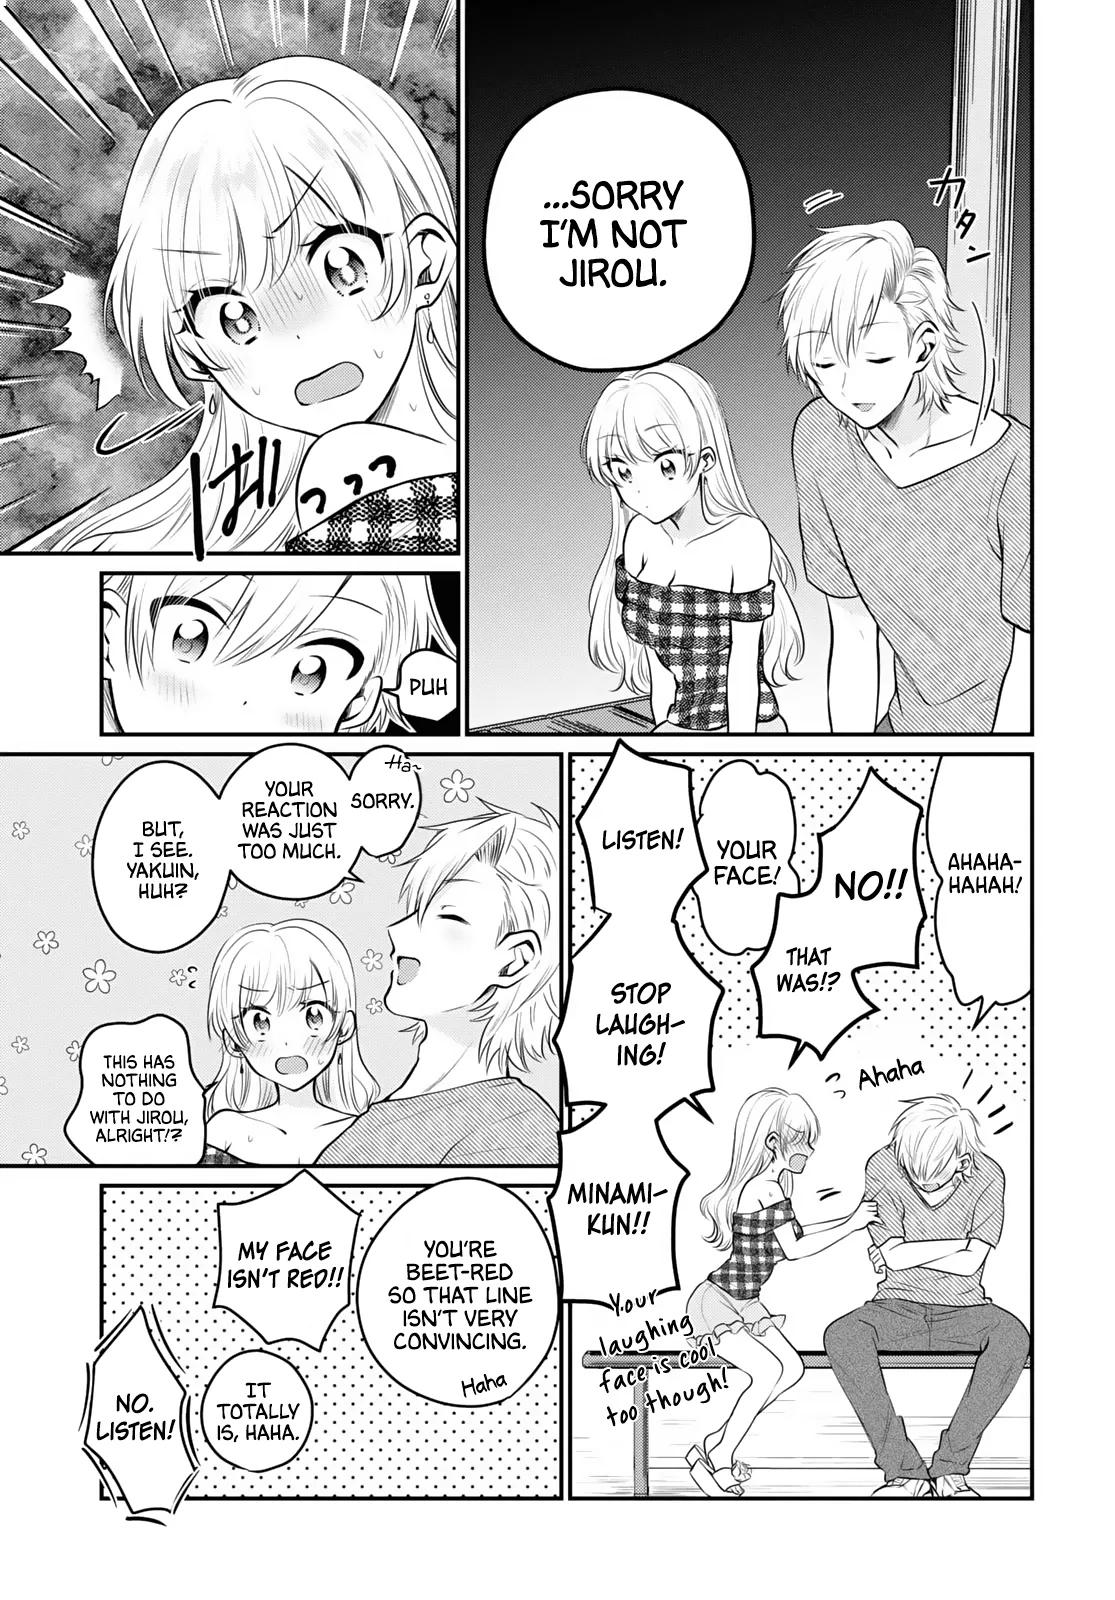 ...SORRY
I'M NOT
JIROU.
カタン
ばっっっ
PUH
AHAHA-
HAHAH!
NO!!
THAT
WAS!?
YOUR
FACE!
LISTEN!
STOP
LAUGH-
ING!
MINAMI-
KUN!!
Ahaha
Your
laughing
face is cool
too though!
Ha~
SORRY.
YOUR
REACTION
WAS JUST
TOO MUCH.
BUT,
I SEE.
YAKUIN,
HUH?
THIS HAS
NOTHING
TO DO
WITH JIROU,
ALRIGHT!?
YOU'RE
BEET-RED
SO THAT LINE
ISN'T VERY
CONVINCING.
Haha
MY FACE
ISN'T RED!!
IT
TOTALLY
IS, HAHA.
NO.
LISTEN!